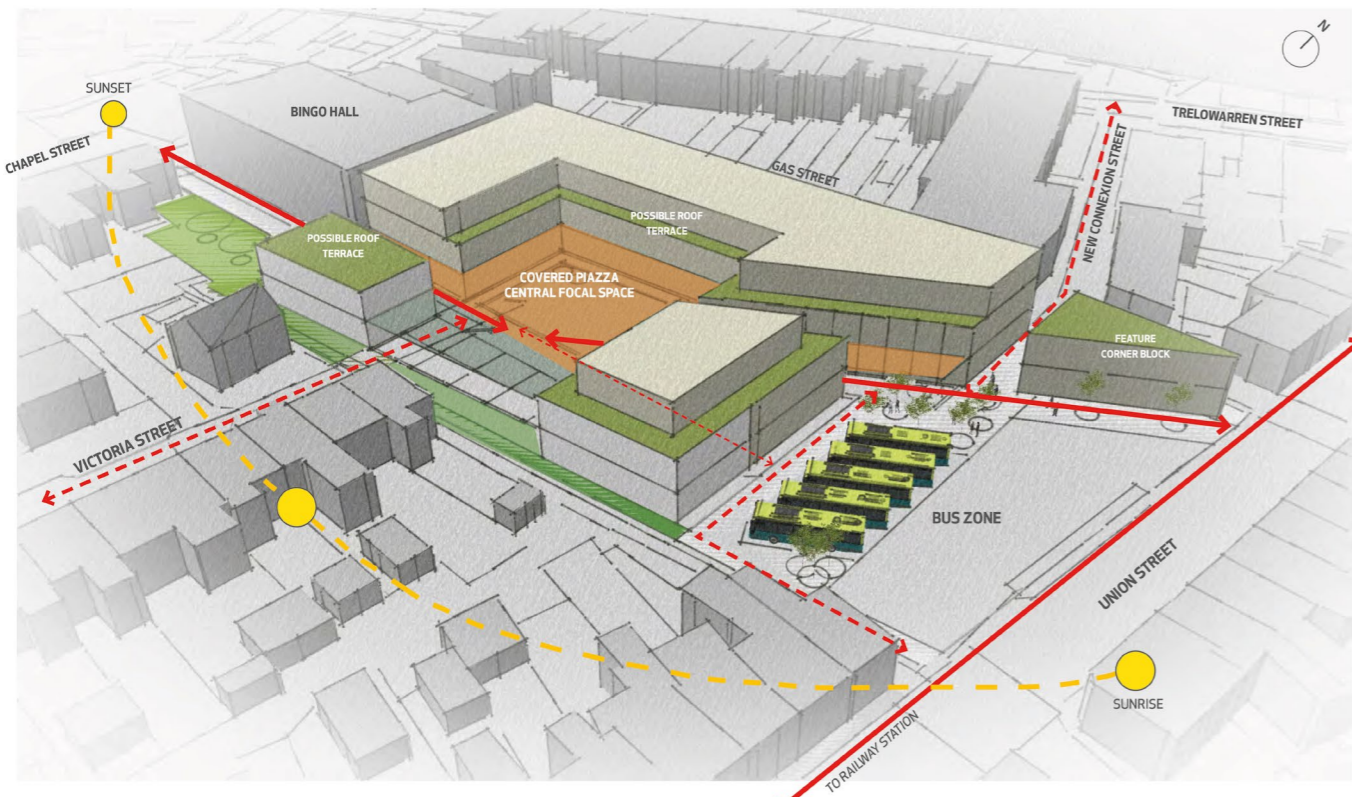 N
SUNSET
BINGO HALL
TRELOWARREN STREET
CHAPEL STREET
GAS STREET
NEW CONNEXION STREET
POSSIBLE ROOF
TERRACE
POSSIBLE ROOF
TERRACE
COVERED PIAZZA
CENTRAL FOCAL SPACE
FEATURE
CORNER BLOCK
VICTORIA STREET
BUS ZONE
UNION STREET
SUNRISE
TO RAILWAY STATION